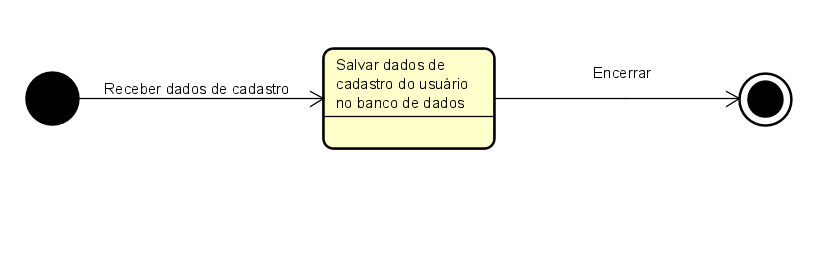 Receber dados de cadastro
Salvar dados de
cadastro do usuário
no banco de dados
Encerrar